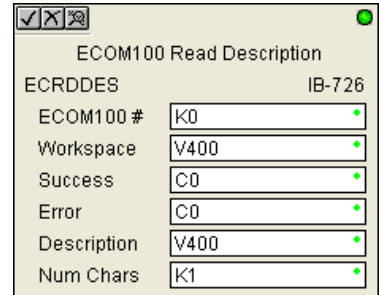 ECOM100 Read Description
ECRDDES IB-726
ECOM100 # K0
Workspace V400
Success C0
Error C0
Description V400
Num Chars K1